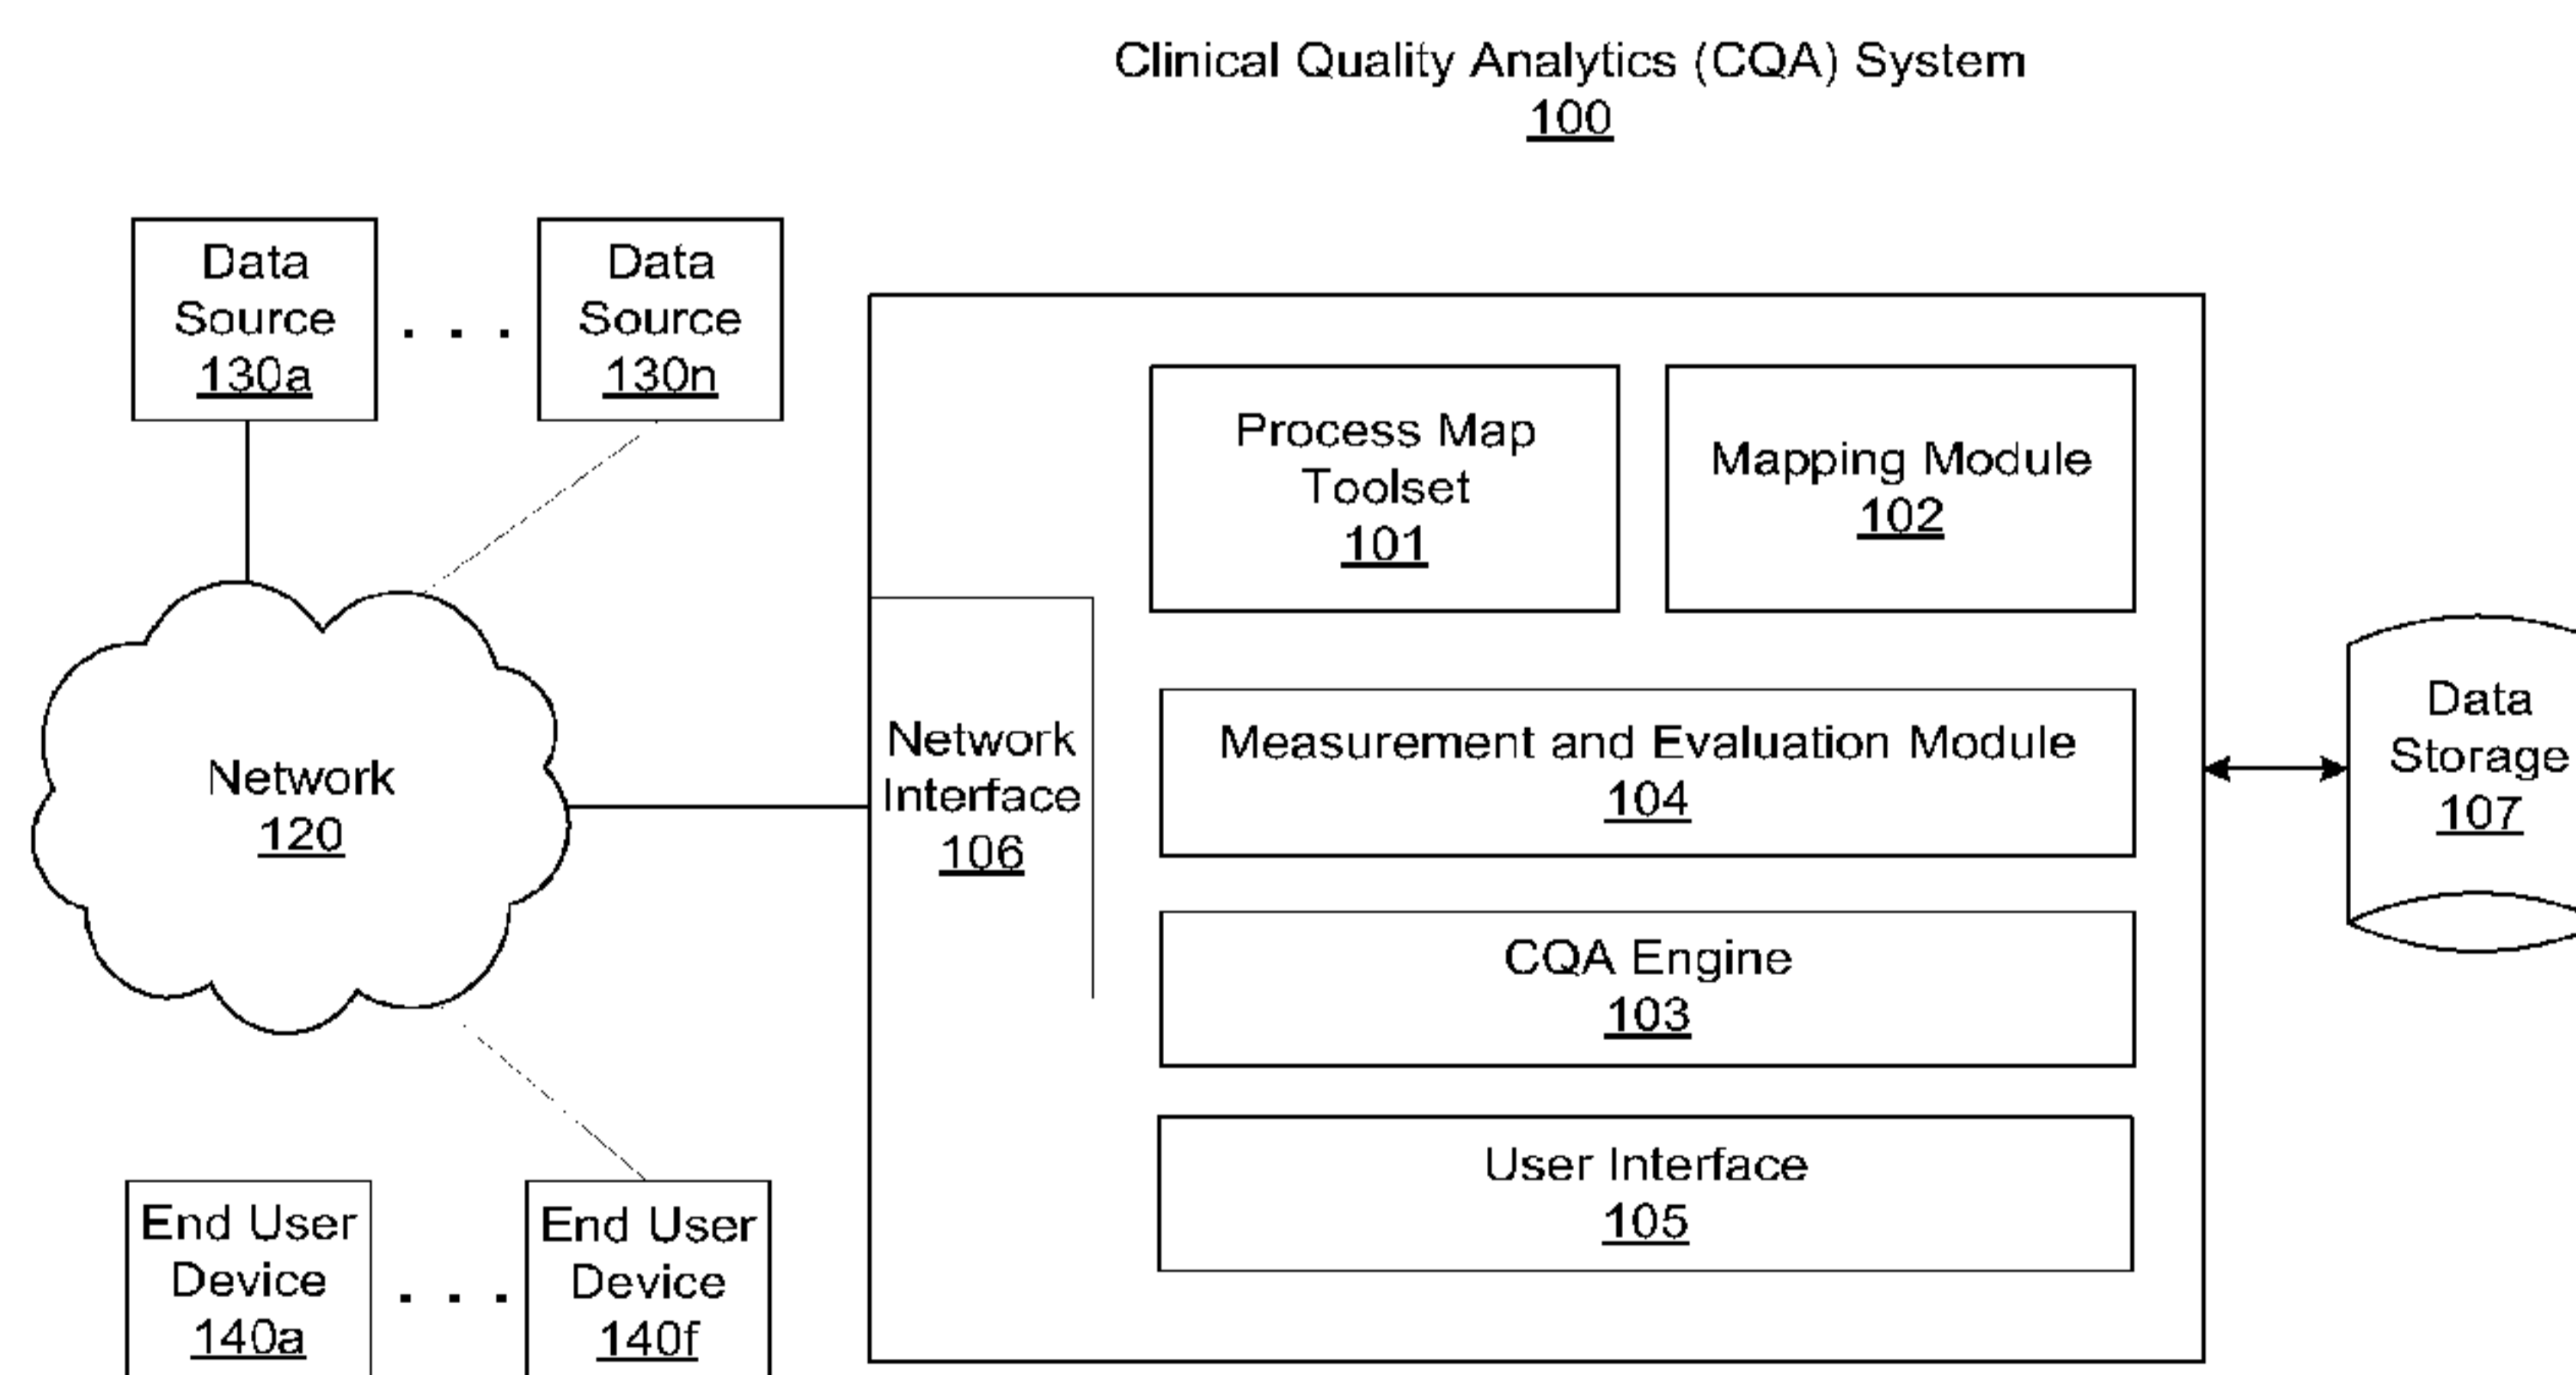 Clinical Quality Analytics (CQA) System
100
Data
Source
130a
. . .
Data
Source
130n
Process Map
Toolset
101
Mapping Module
102
Network
120
Network
Interface
106
Measurement and Evaluation Module
104
Data
Storage
107
CQA Engine
103
User Interface
105
End User
Device
140a
. . .
End User
Device
140f